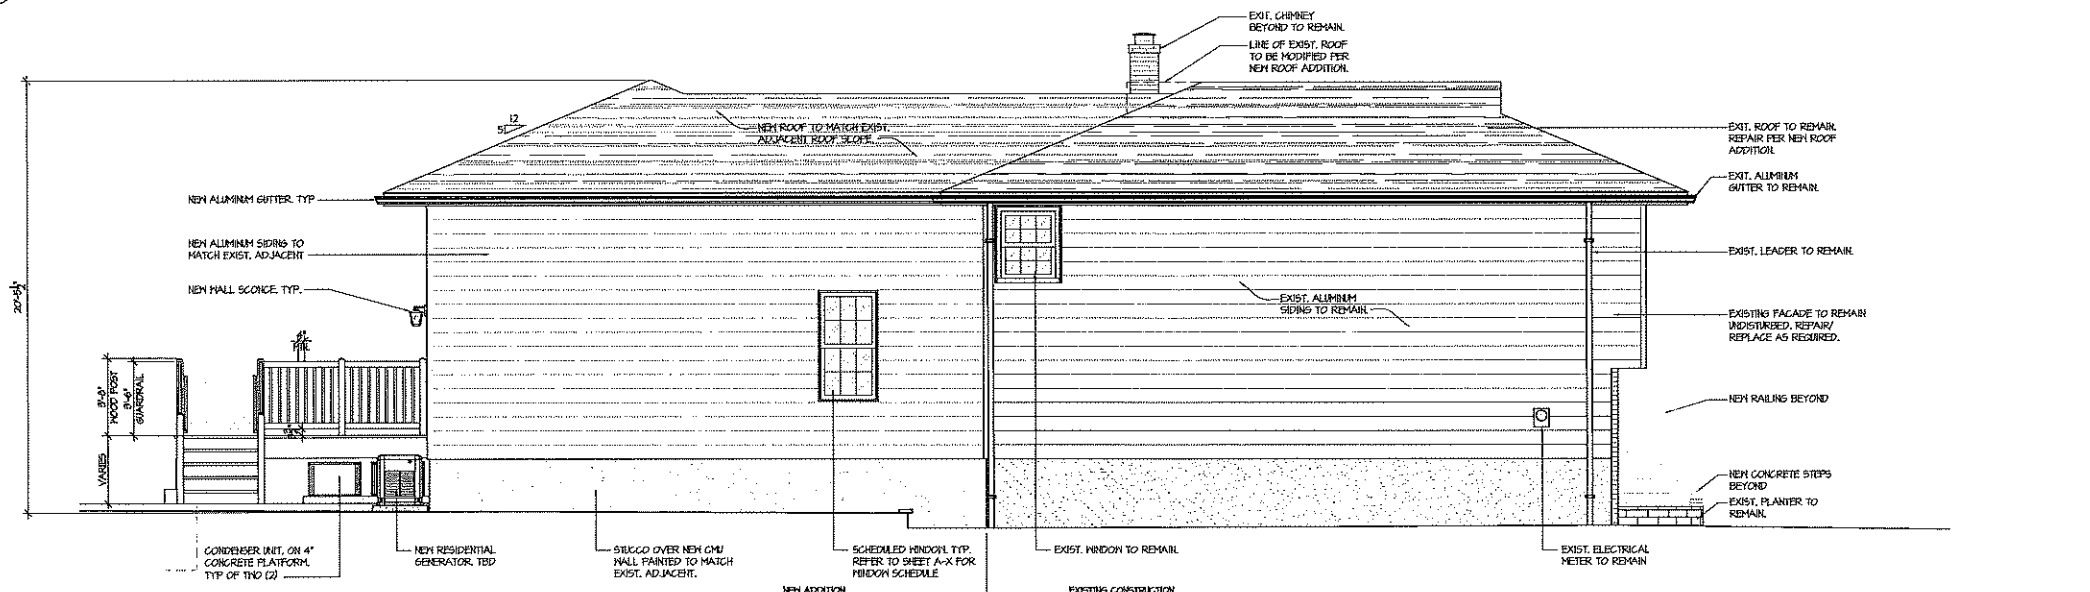 EXIT. CHIMNEY
BEYOND TO REMAIN.
LINE OF EXIST. ROOF
TO BE MODIFIED PER
NEW ROOF ADDITION.
12
5
NEW ROOF TO MATCH EXIST.
ADJACENT ROOF SLOPE.
EXIT. ROOF TO REMAIN.
REPAIR PER NEW ROOF
ADDITION.
EXIT. ALUMINUM
GUTTER TO REMAIN.
NEW ALUMINUM GUTTER. TYP
NEW ALUMINUM SIDING TO
MATCH EXIST. ADJACENT
EXIST. LEADER TO REMAIN.
NEW WALL SCONCE. TYP.
EXIST. ALUMINUM
SIDING TO REMAIN.
20'-5½"
EXISTING FACADE TO REMAIN
UNDISTURBED. REPAIR/
REPLACE AS REQUIRED.
3'-8"
WOOD POST
3'-6"
GUARDRAIL
VARIES
NEW RAILING BEYOND
NEW CONCRETE STEPS
BEYOND
EXIST. PLANTER TO
REMAIN.
CONDENSER UNIT, ON 4"
CONCRETE PLATFORM.
TYP OF TWO (2)
NEW RESIDENTIAL
GENERATOR. TBD
STUCCO OVER NEW CMU
WALL PAINTED TO MATCH
EXIST. ADJACENT.
SCHEDULED WINDOW. TYP.
REFER TO SHEET A-X FOR
WINDOW SCHEDULE
EXIST. WINDOW TO REMAIN.
EXIST. ELECTRICAL
METER TO REMAIN
NEW ADDITION
EXISTING CONSTRUCTION